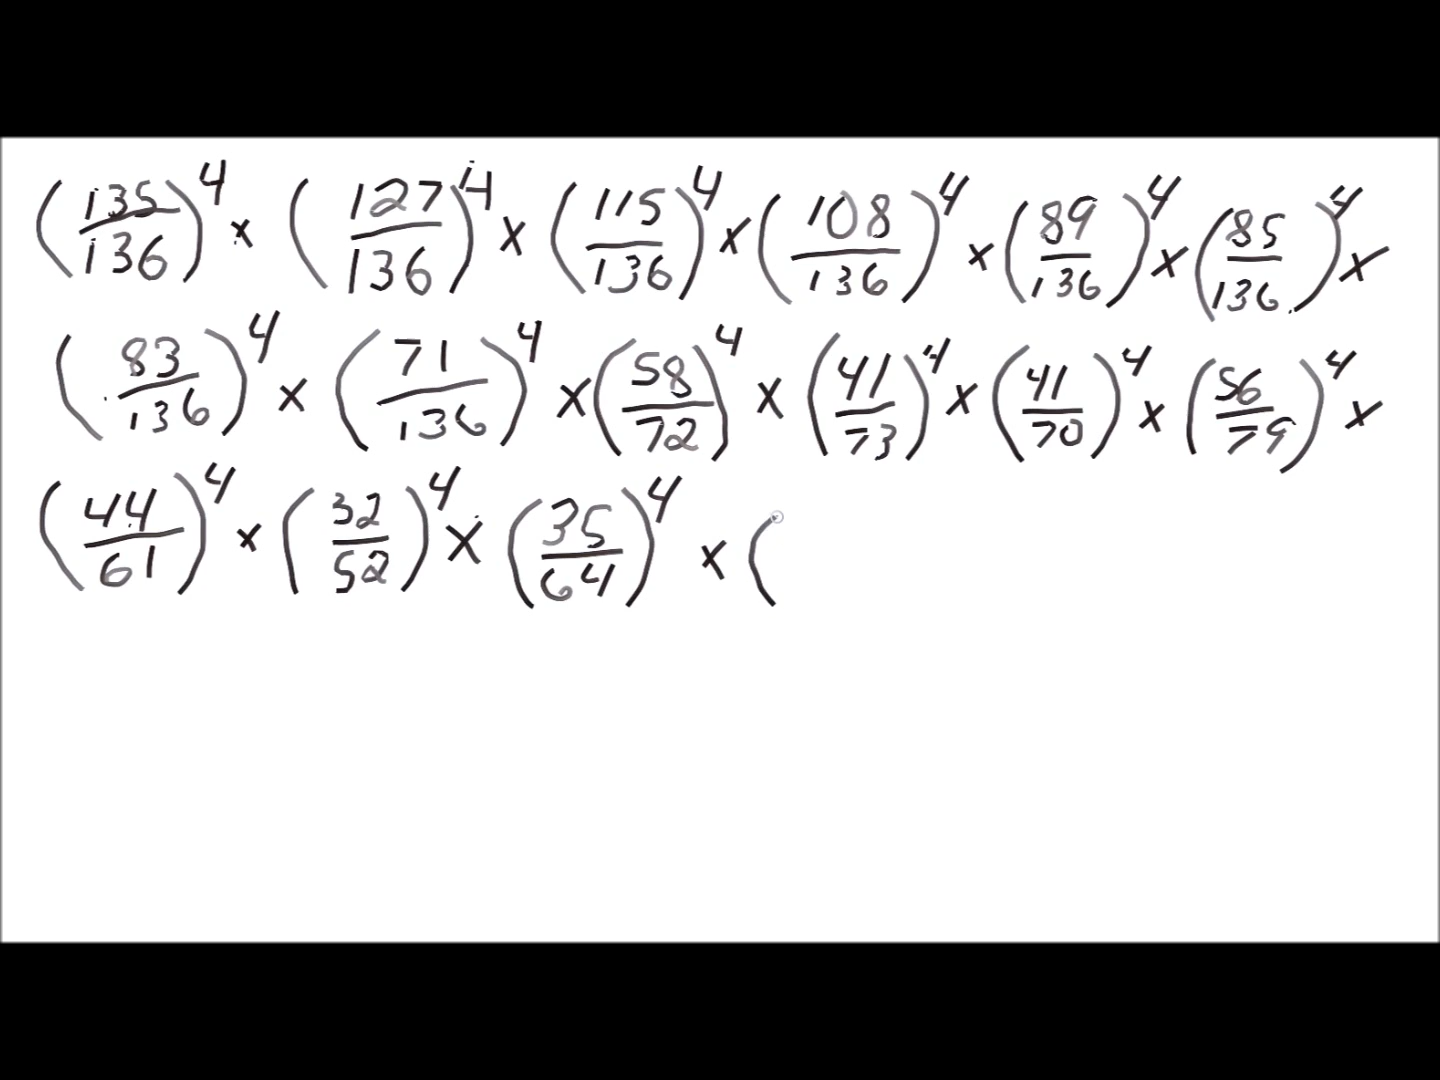 (135/136)⁴ × (127/136)⁴ × (115/136)⁴ × (108/136)⁴ × (89/136)⁴ × (85/136)⁴ ×
(83/136)⁴ × (71/136)⁴ × (58/72)⁴ × (41/73)⁴ × (41/70)⁴ × (56/79)⁴ ×
(44/61)⁴ × (32/52)⁴ × (35/64)⁴ × (